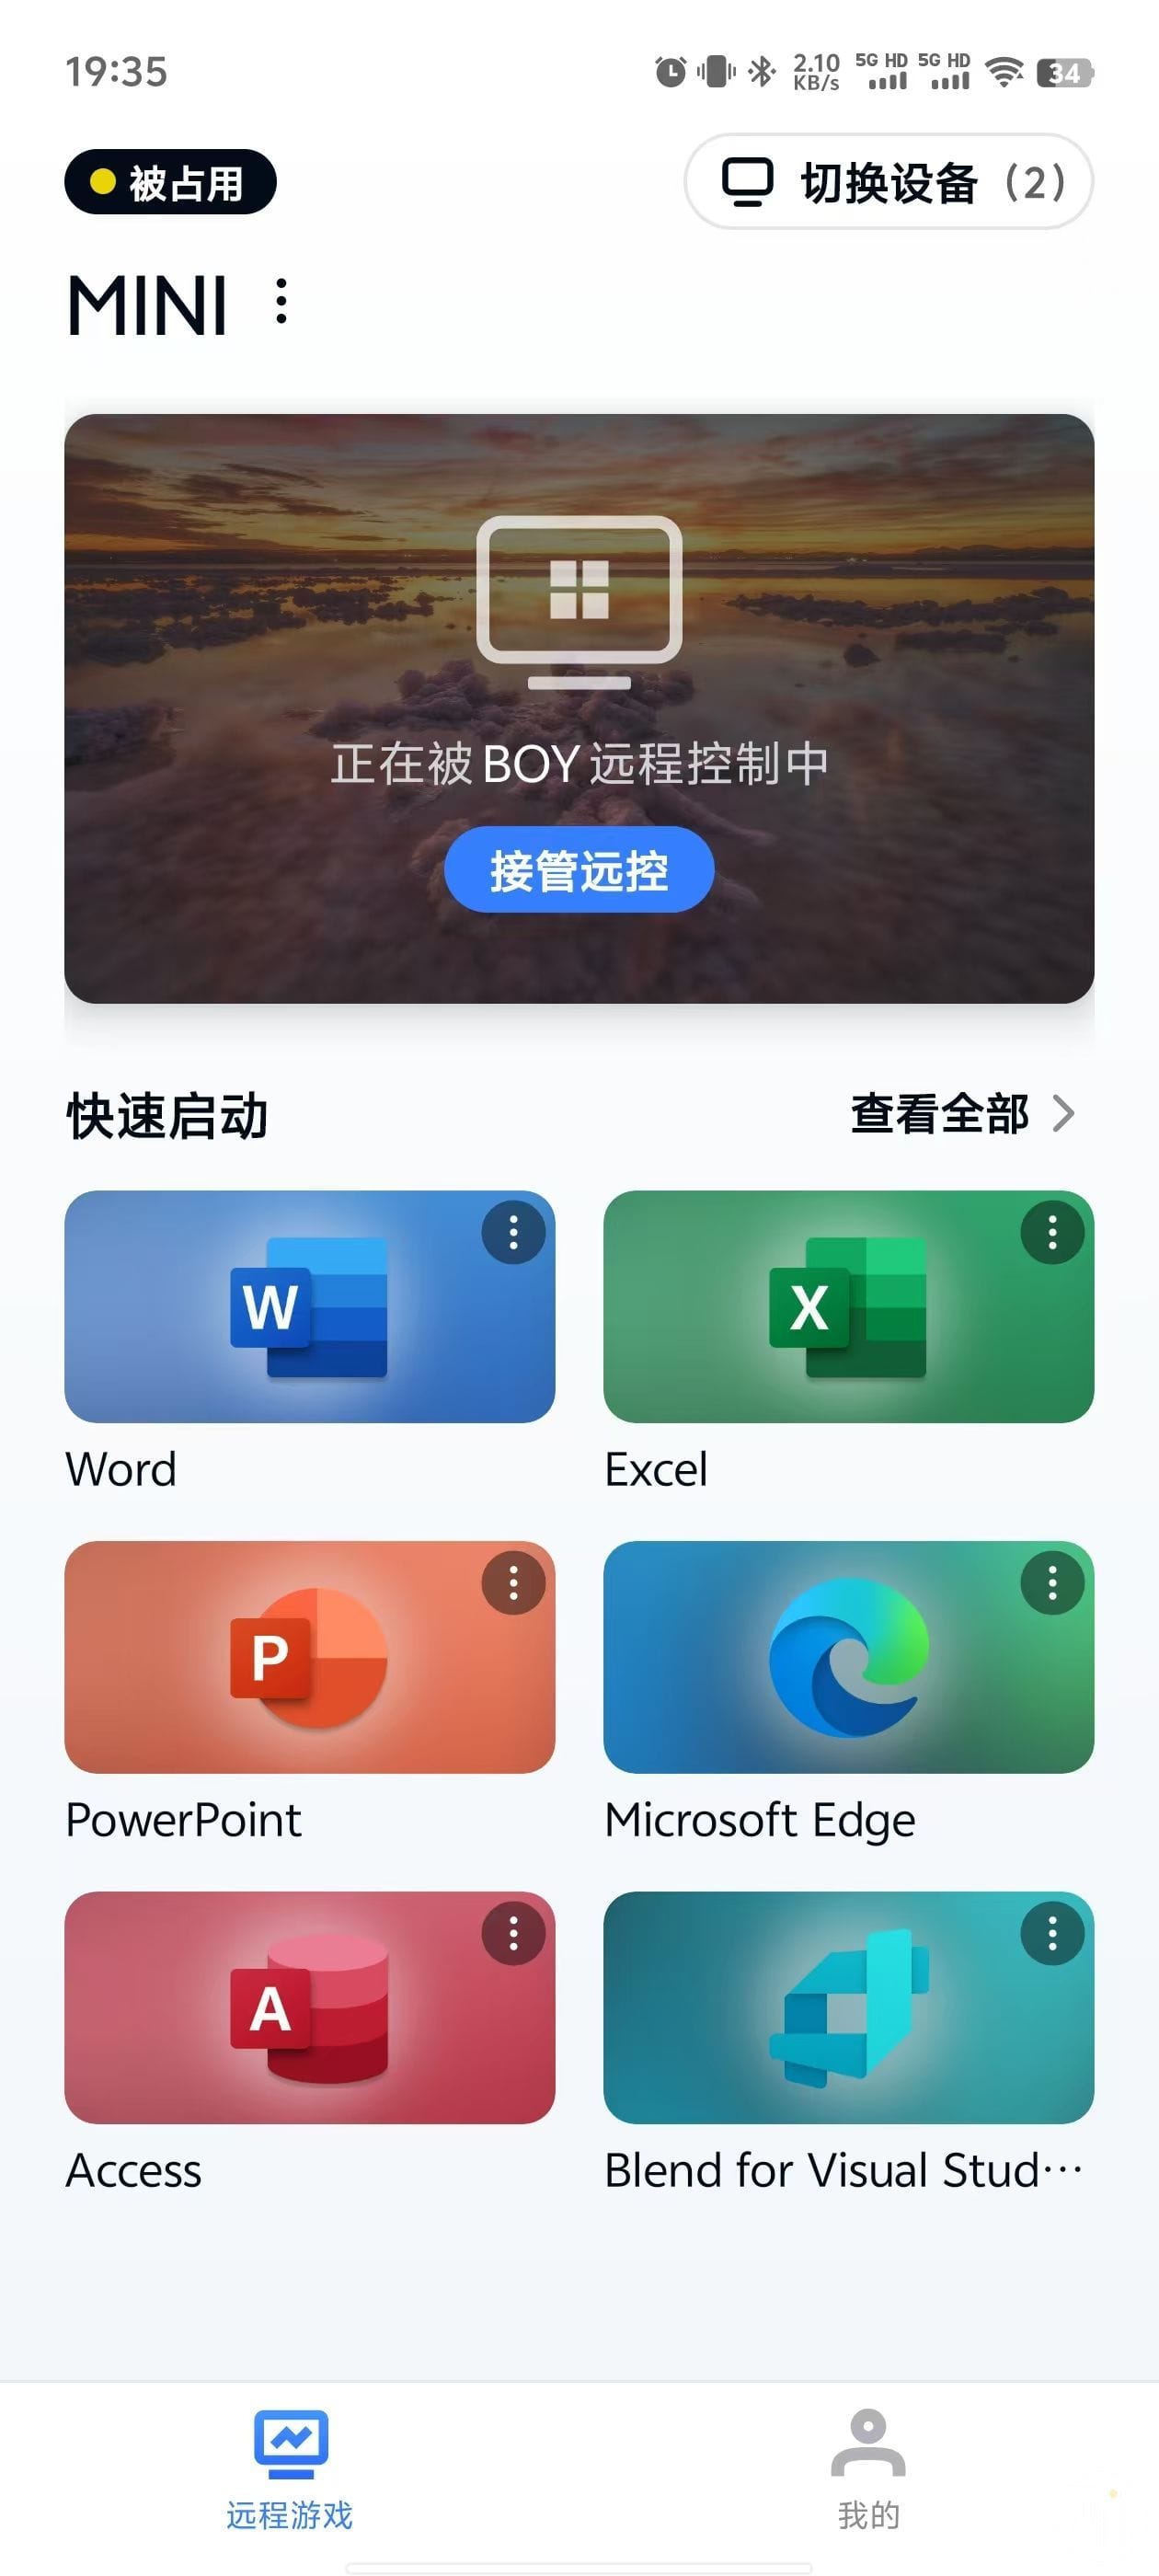 19:35
2.10 KB/s 5G HD 5G HD 34
被占用
切换设备 (2)
MINI
正在被 BOY 远程控制中
接管远控
快速启动
查看全部
W
X
Word
Excel
P
PowerPoint
Microsoft Edge
A
Access
Blend for Visual Stud···
远程游戏
我的